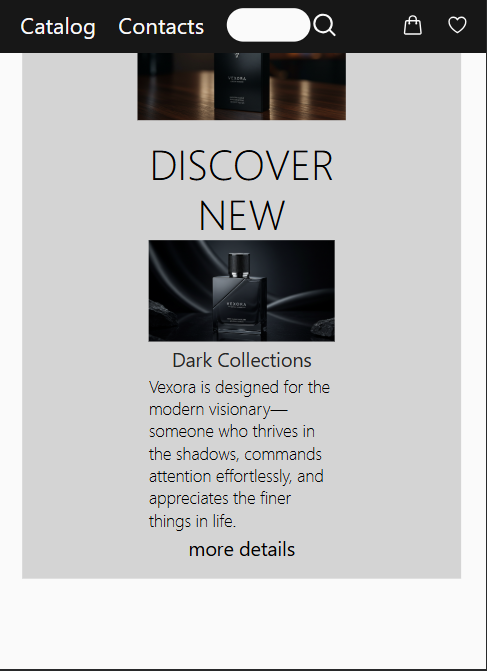 Catalog Contacts
VEXORA
DISCOVER
NEW
VEXORA
Dark Collections
Vexora is designed for the
modern visionary—
someone who thrives in
the shadows, commands
attention effortlessly, and
appreciates the finer
things in life.
more details